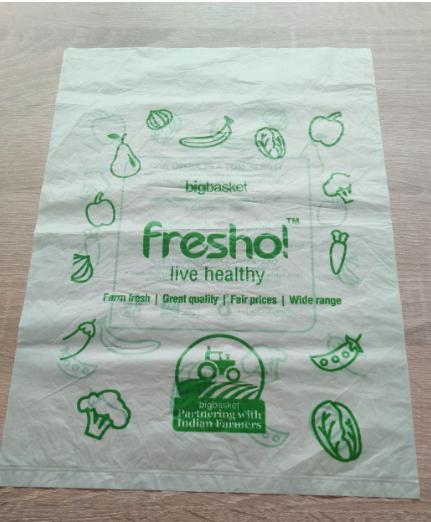 bigbasket
fresho!™
live healthy
Farm fresh | Great quality | Fair prices | Wide range
bigbasket
Partnering with
Indian Farmers